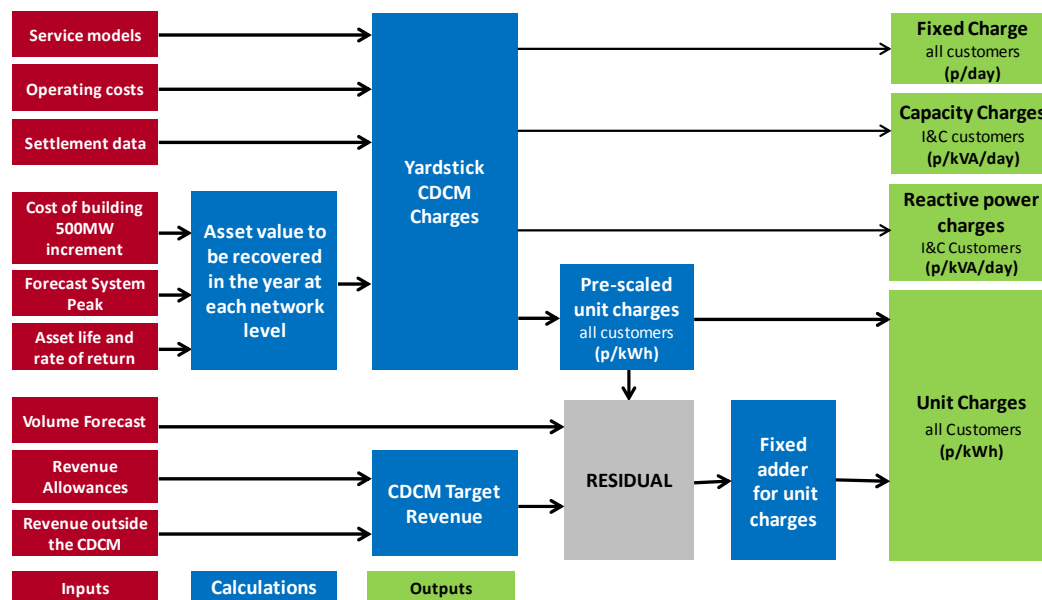 Service models
Operating costs
Settlement data
Cost of building
500MW
increment
Forecast System
Peak
Asset life and
rate of return
Asset value to
be recovered
in the year at
each network
level
Yardstick
CDCM
Charges
Fixed Charge
all customers
(p/day)
Capacity Charges
I&C customers
(p/kVA/day)
Reactive power
charges
I&C Customers
(p/kVA/day)
Pre-scaled
unit charges
all customers
(p/kWh)
Unit Charges
all Customers
(p/kWh)
Volume Forecast
Revenue
Allowances
Revenue outside
the CDCM
CDCM Target
Revenue
RESIDUAL
Fixed
adder
for unit
charges
Inputs
Calculations
Outputs